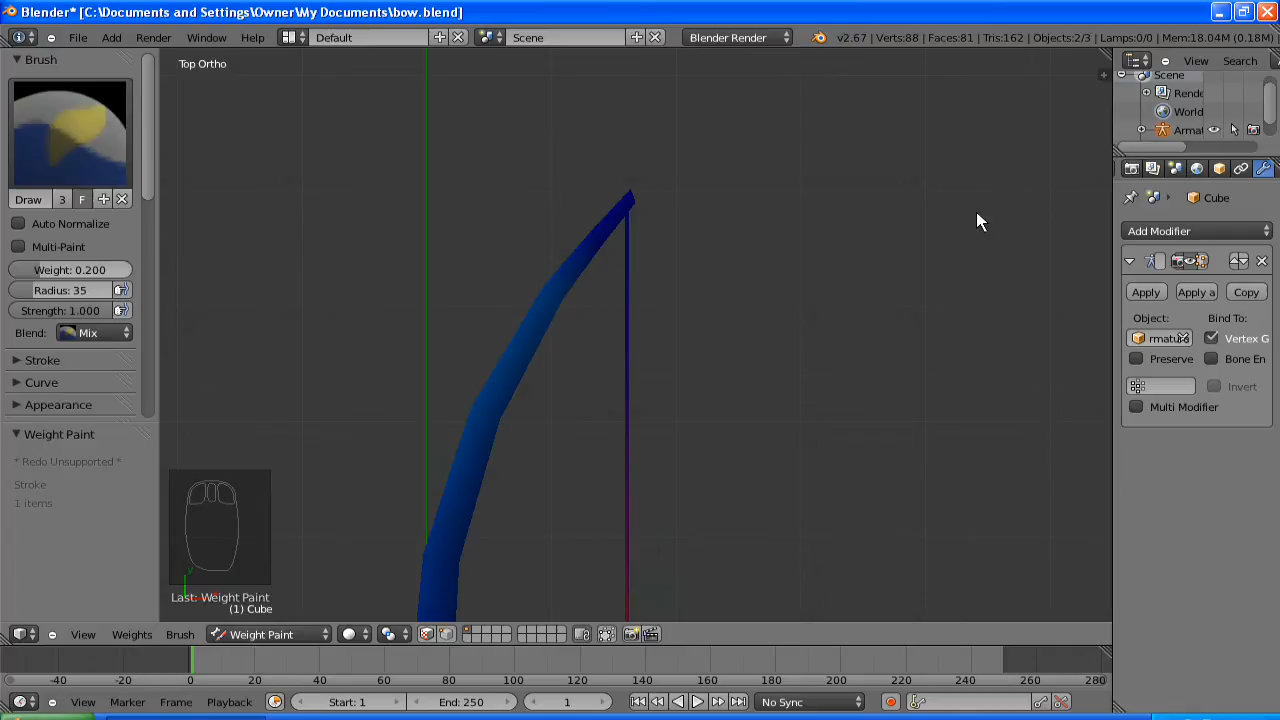 Blender* [C:\Documents and Settings\Owner\My Documents\bow.blend]
File Add Render Window Help Default Scene Blender Render v2.67 | Verts:88 | Faces:81 | Tris:162 | Objects:2/3 | Lamps:0/0 | Mem:18.04M (0.18M)
Brush
Top Ortho
View Search
Scene
Rende
World
Armat
Draw 3 F
Auto Normalize
Multi-Paint
Weight: 0.200
Radius: 35
Strength: 1.000
Blend: Mix
Stroke
Curve
Appearance
Weight Paint
* Redo Unsupported *
Stroke
1 items
Cube
Add Modifier
Apply Apply a Copy
Object: Bind To:
rmature Vertex G
Preserve Bone En
Invert
Multi Modifier
y
Last: Weight Paint
(1) Cube
View Weights Brush Weight Paint
-40 -20 0 20 40 60 80 100 120 140 160 180 200 220 240 260 280
View Marker Frame Playback Start: 1 End: 250 1 No Sync